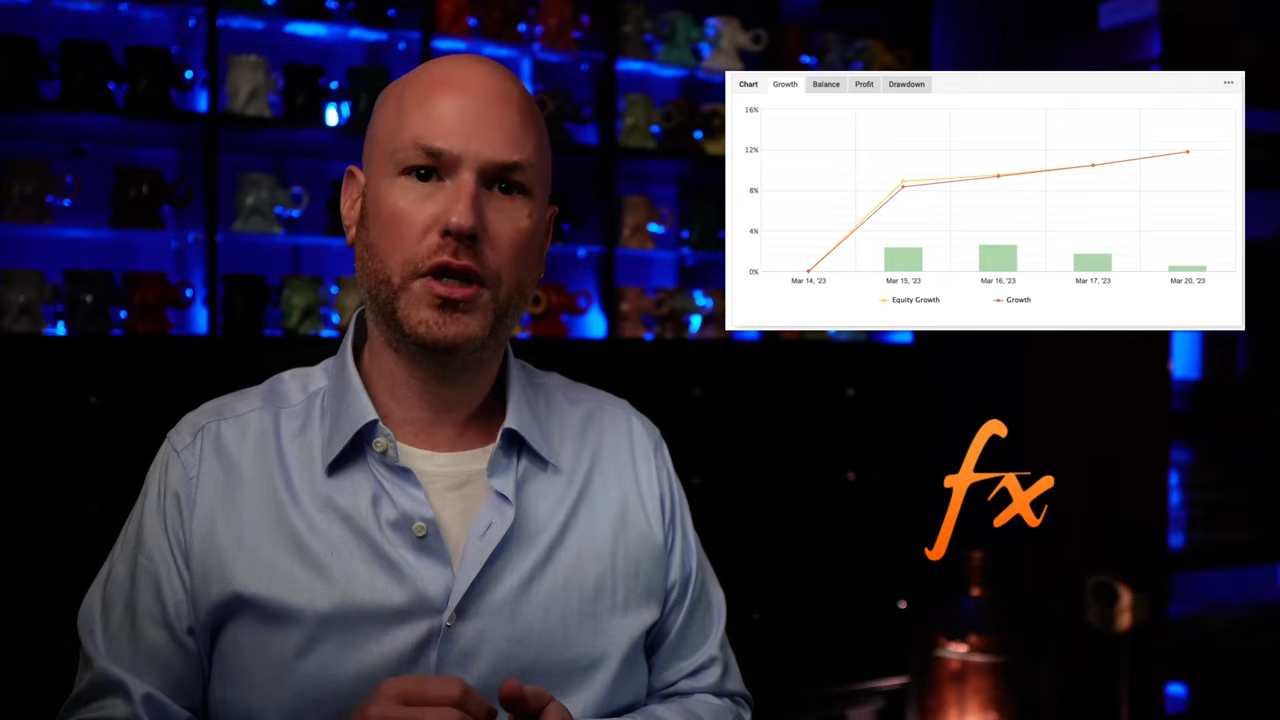 Chart Growth Balance Profit Drawdown
16%
12%
8%
4%
0%
Mar 14, '23 Mar 15, '23 Mar 16, '23 Mar 17, '23 Mar 20, '23
Equity Growth Growth
fx